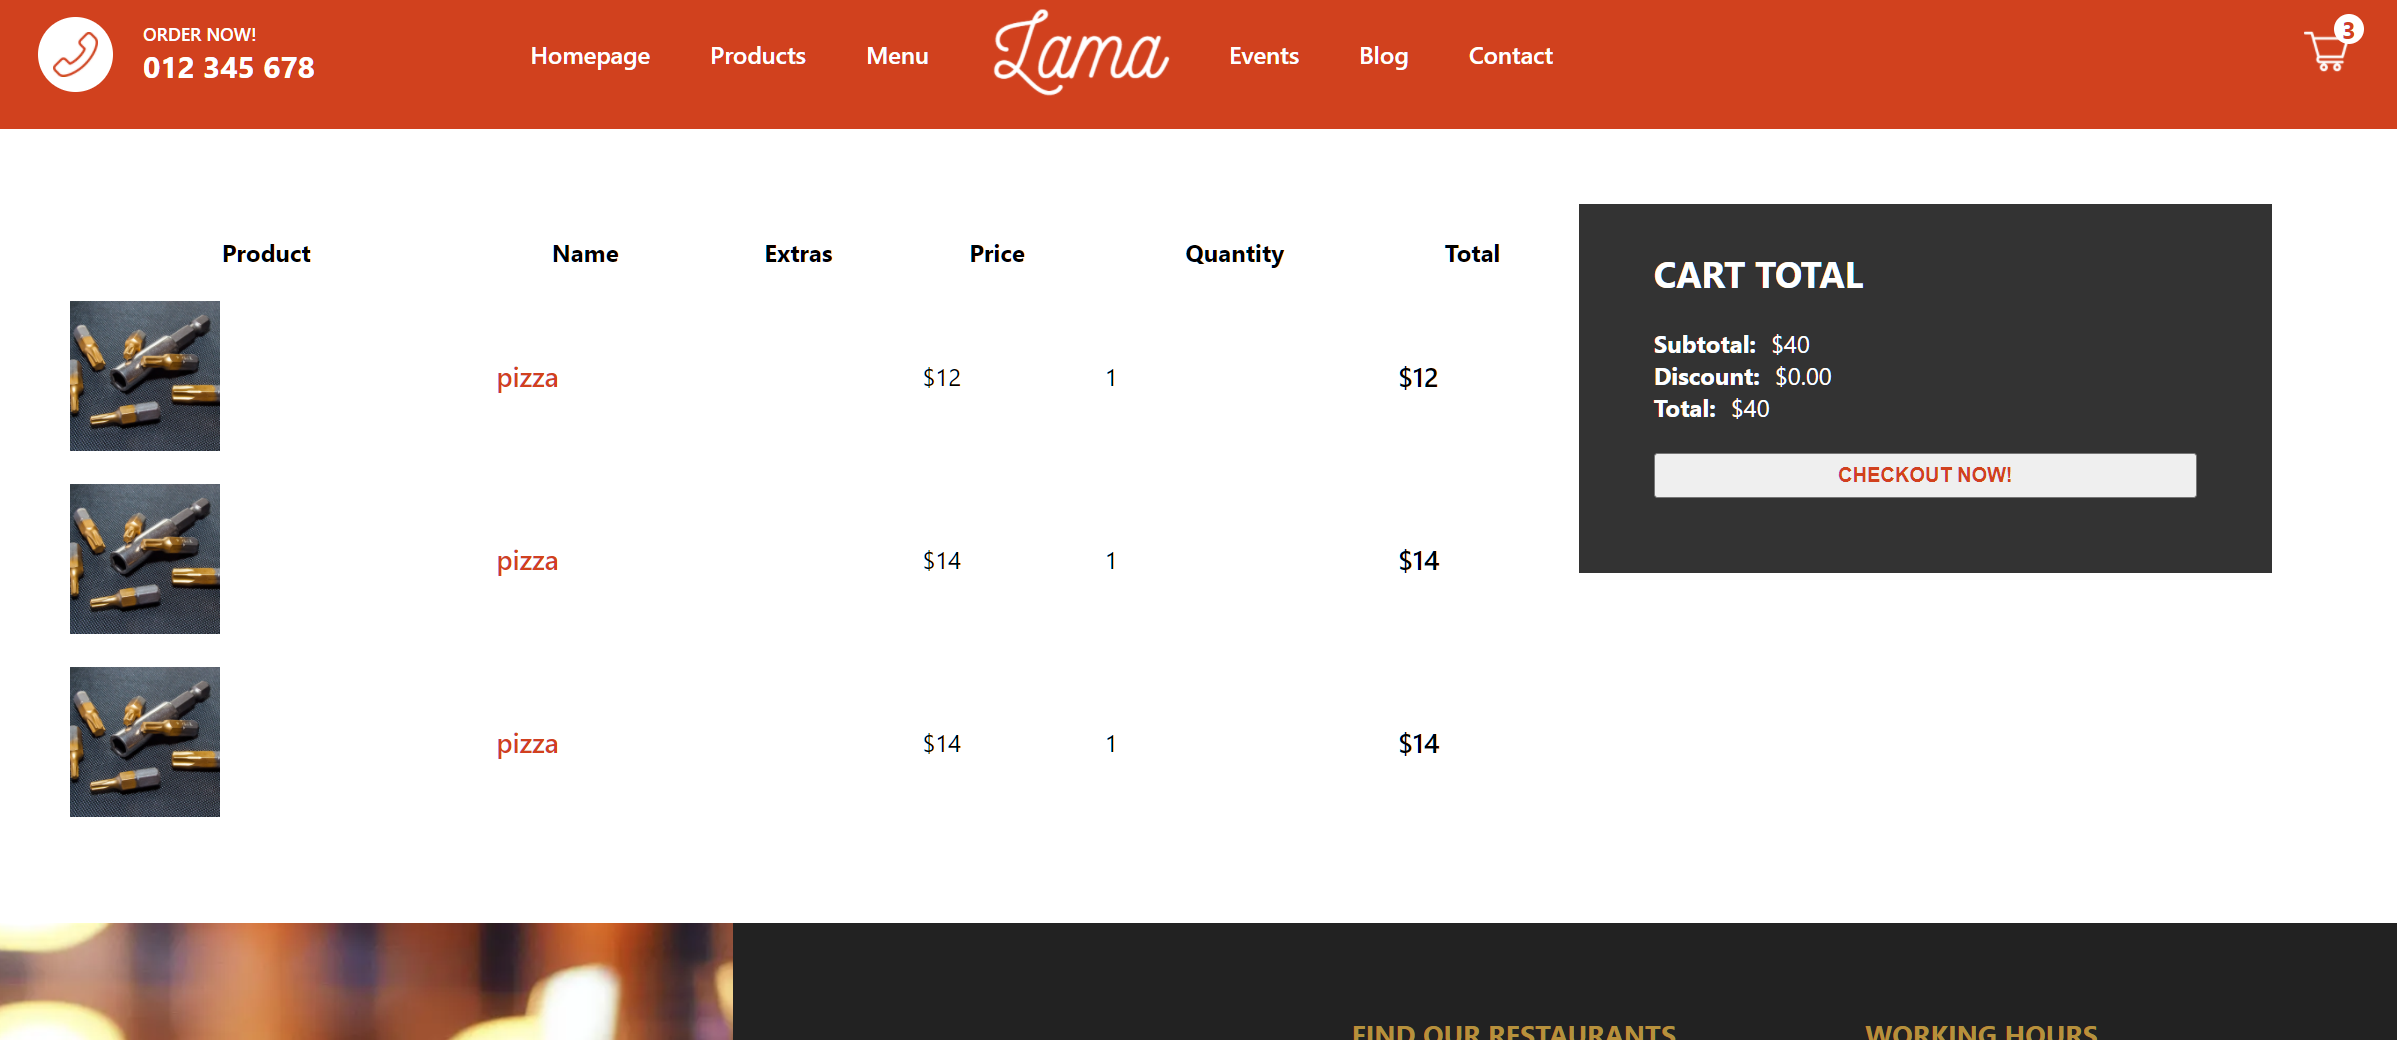 ORDER NOW!
012 345 678
Homepage Products Menu Lama Events Blog Contact
3
Product Name Extras Price Quantity Total
pizza $12 1 $12
pizza $14 1 $14
pizza $14 1 $14
CART TOTAL
Subtotal: $40
Discount: $0.00
Total: $40
CHECKOUT NOW!
FIND OUR RESTAURANTS WORKING HOURS